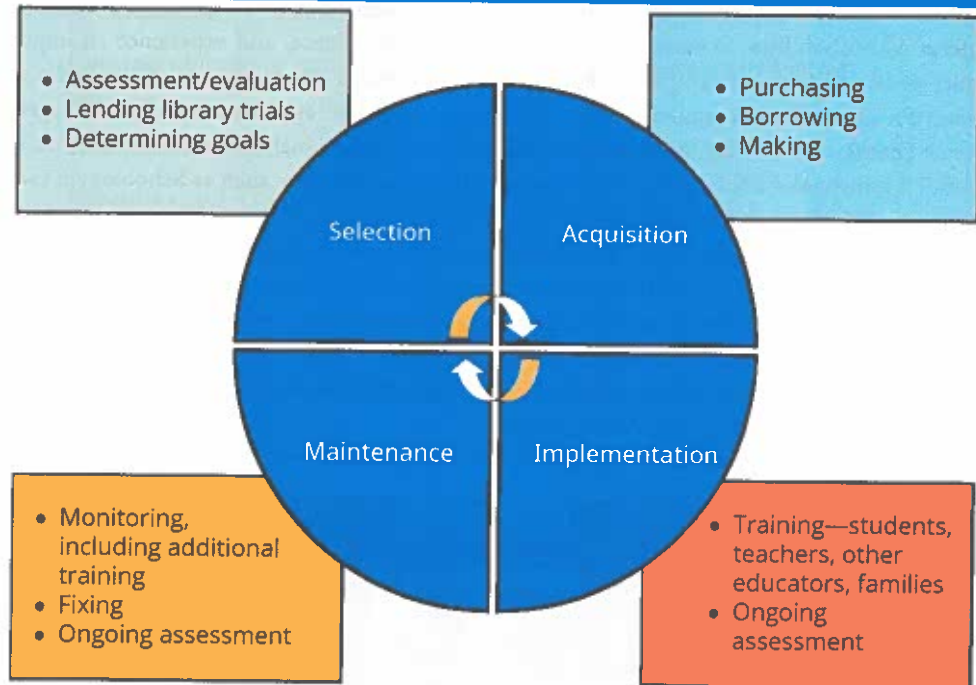 • Assessment/evaluation
• Lending library trials
• Determining goals
• Purchasing
• Borrowing
• Making
Selection
Acquisition
Maintenance
Implementation
• Monitoring,
including additional
training
• Fixing
• Ongoing assessment
• Training—students,
teachers, other
educators, families
• Ongoing
assessment